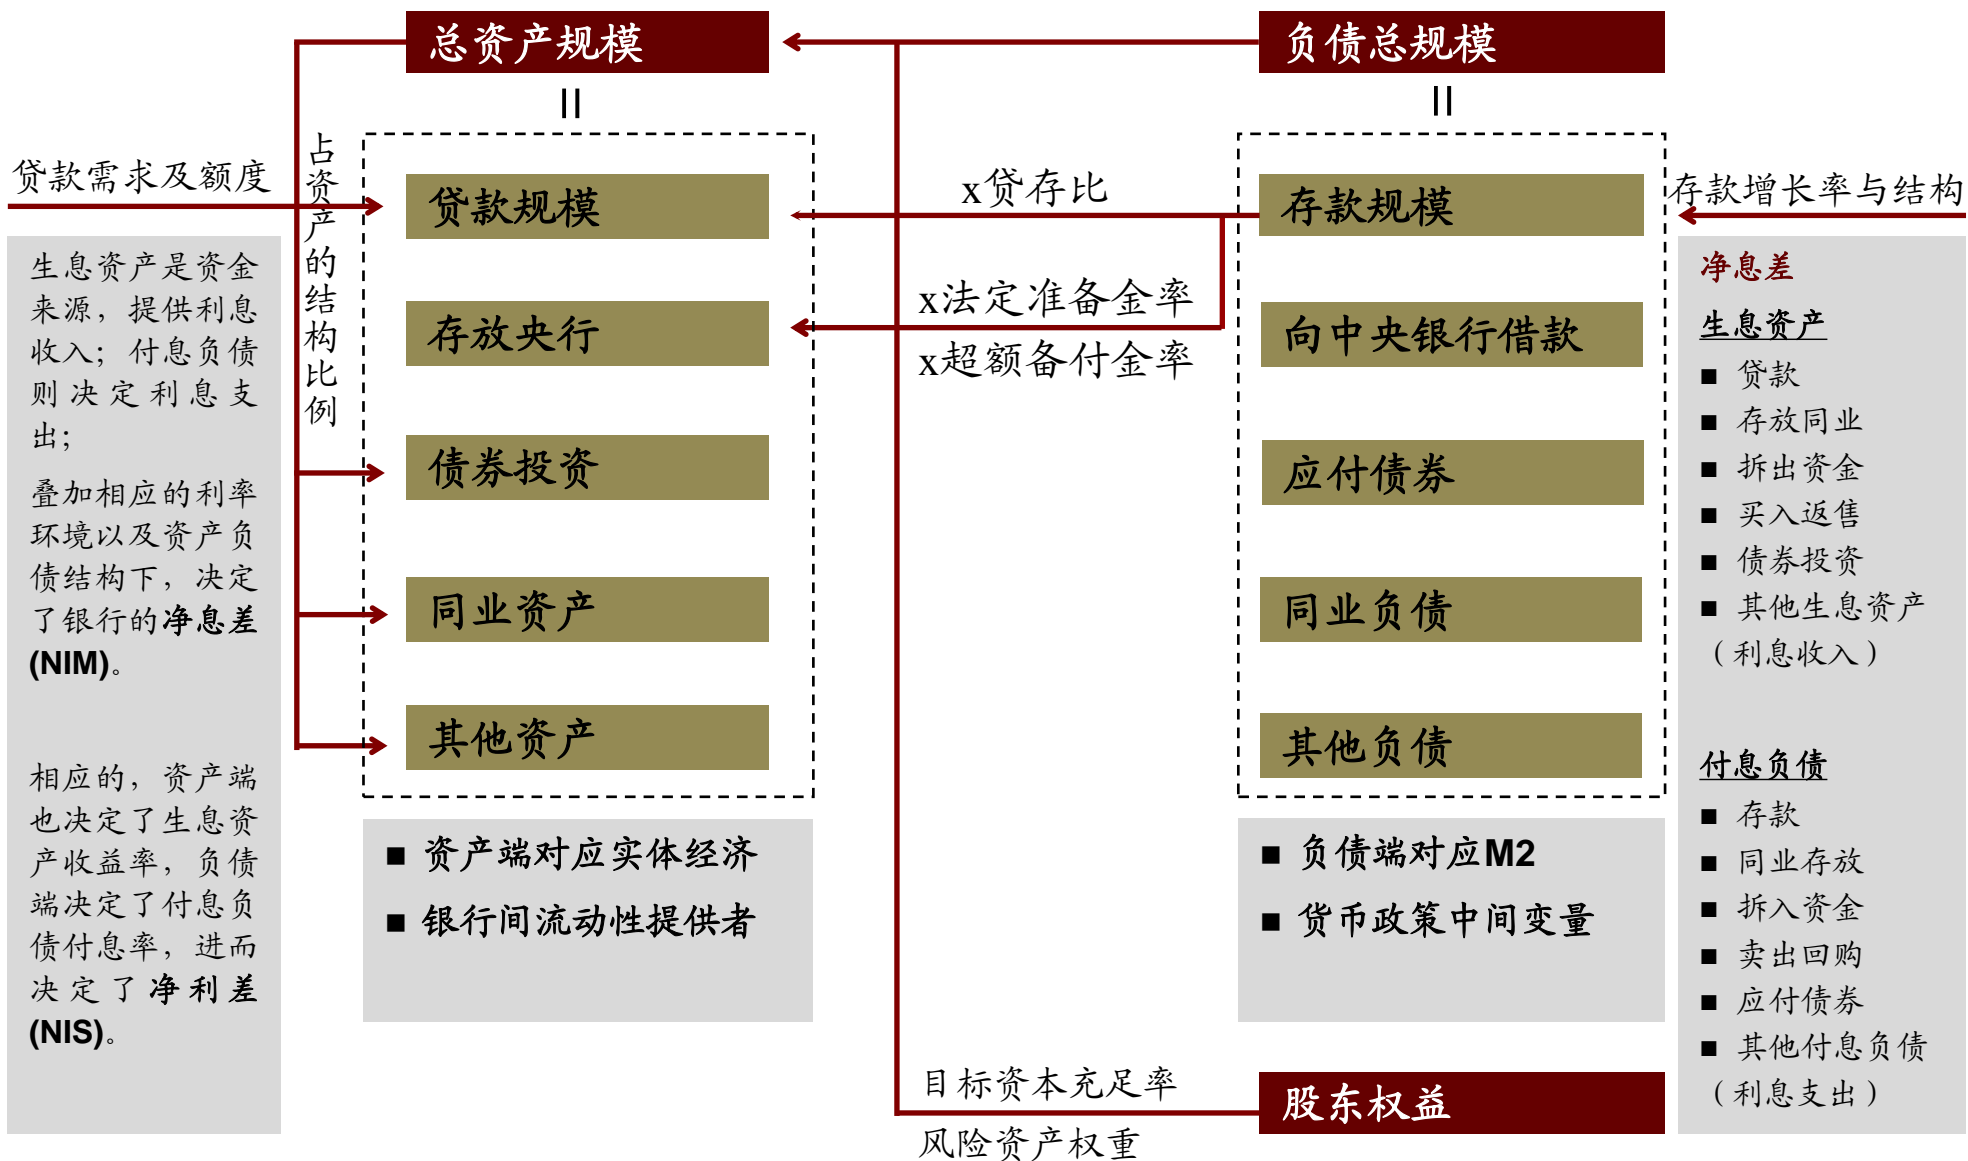 总资产规模
负债总规模
=
=
贷款需求及额度
占资产的结构比例
贷款规模
存放央行
债券投资
同业资产
其他资产
x贷存比
x法定准备金率
x超额备付金率
存款规模
向中央银行借款
应付债券
同业负债
其他负债
存款增长率与结构
生息资产是资金
来源，提供利息
收入；付息负债
则决定利息支
出；
叠加相应的利率
环境以及资产负
债结构下，决定
了银行的净息差
(NIM)。
相应的，资产端
也决定了生息资
产收益率，负债
端决定了付息负
债付息率，进而
决定了净利差
(NIS)。
■ 资产端对应实体经济
■ 银行间流动性提供者
■ 负债端对应M2
■ 货币政策中间变量
目标资本充足率
风险资产权重
股东权益
净息差
生息资产
■ 贷款
■ 存放同业
■ 拆出资金
■ 买入返售
■ 债券投资
■ 其他生息资产
（利息收入）
付息负债
■ 存款
■ 同业存放
■ 拆入资金
■ 卖出回购
■ 应付债券
■ 其他付息负债
（利息支出）